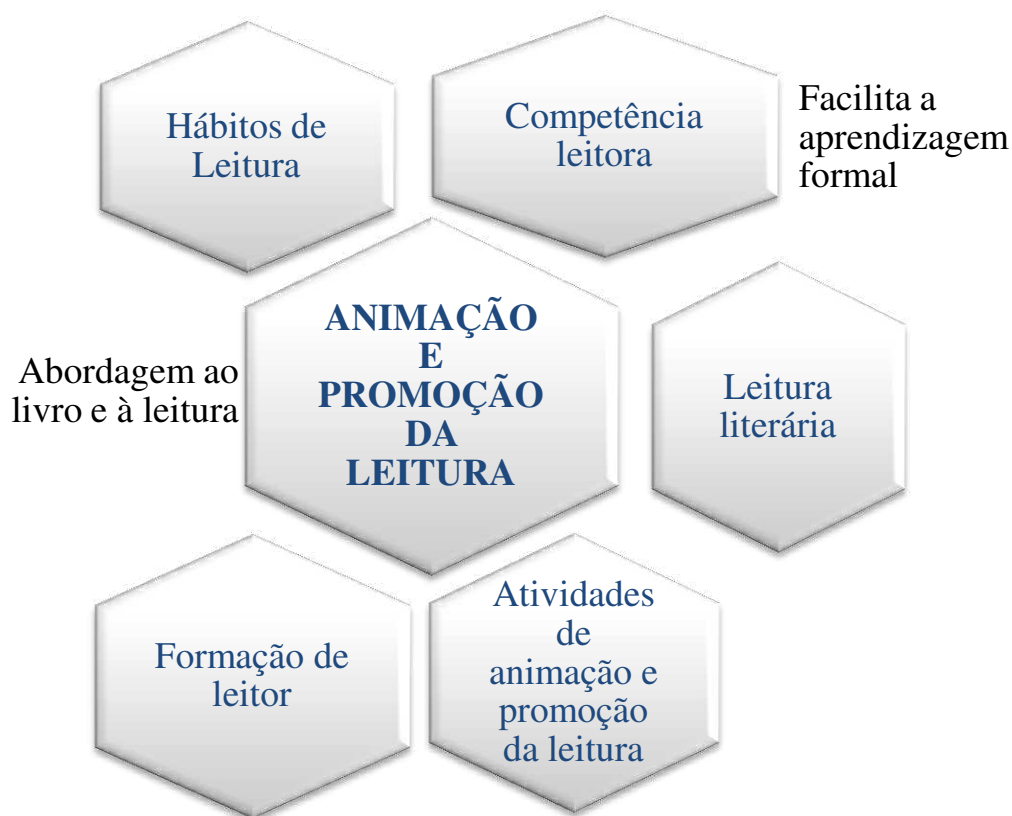 Hábitos de
Leitura
Competência
leitora
Facilita a
aprendizagem
formal
Abordagem ao
livro e à leitura
ANIMAÇÃO
E
PROMOÇÃO
DA
LEITURA
Leitura
literária
Formação de
leitor
Atividades
de
animação e
promoção
da leitura